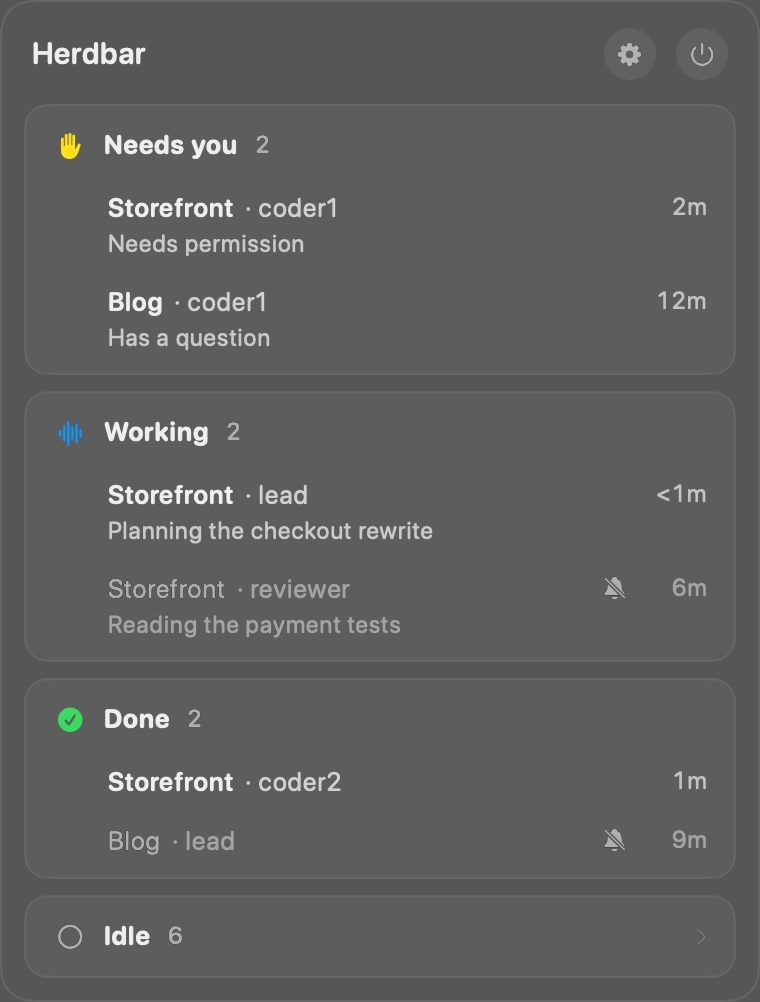 Herdbar
Needs you 2
Storefront · coder1 2m
Needs permission
Blog · coder1 12m
Has a question
Working 2
Storefront · lead <1m
Planning the checkout rewrite
Storefront · reviewer 6m
Reading the payment tests
Done 2
Storefront · coder2 1m
Blog · lead 9m
Idle 6